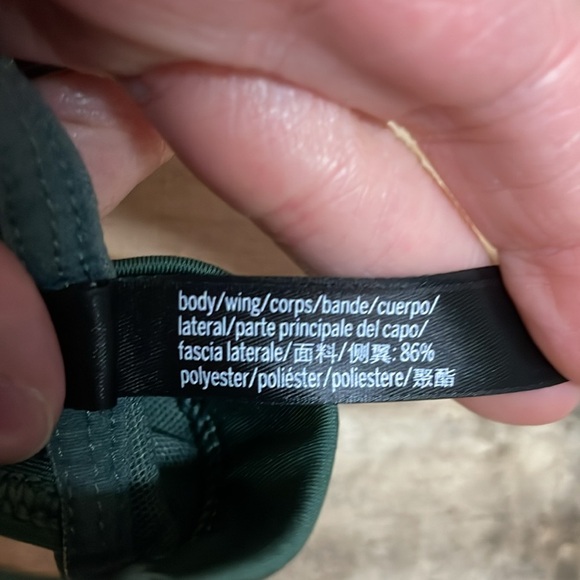 body/wing/corps/bande/cuerpo/
lateral/parte principale del capo/
fascia laterale/面料/侧翼: 86%
polyester/poliéster/poliestere/聚酯